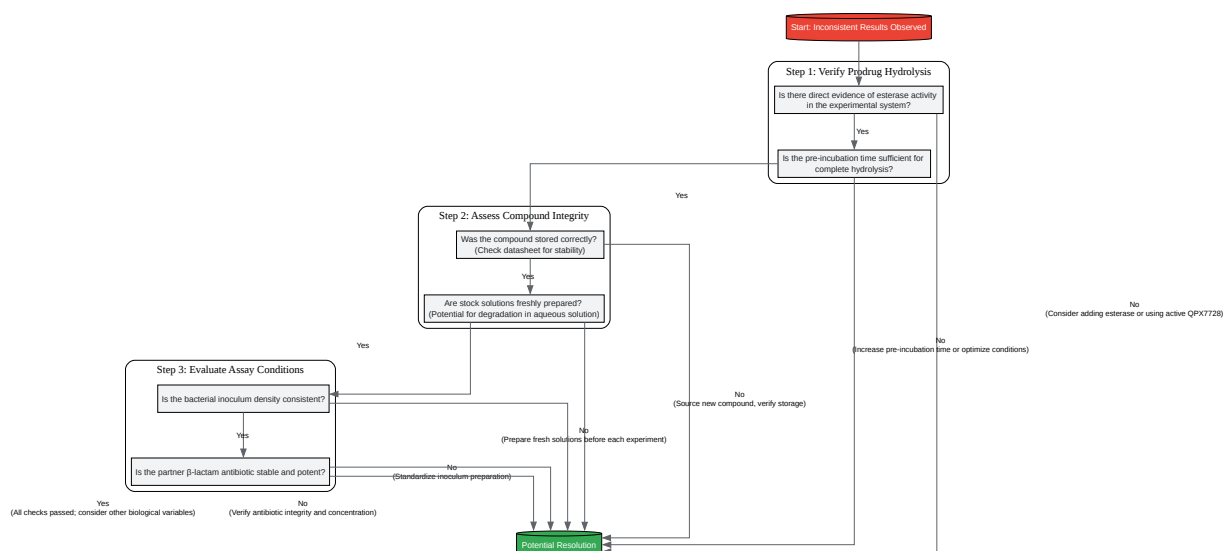 Start: Inconsistent Results Observed
Step 1: Verify Prodrug Hydrolysis
Is there direct evidence of esterase activity
in the experimental system?
Yes
Is the pre-incubation time sufficient for
complete hydrolysis?
Yes
Step 2: Assess Compound Integrity
Was the compound stored correctly?
(Check datasheet for stability)
Yes
Are stock solutions freshly prepared?
(Potential for degradation in aqueous solution)
No
(Consider adding esterase or using active QPX7728)
No
(Increase pre-incubation time or optimize conditions)
Yes
Step 3: Evaluate Assay Conditions
Is the bacterial inoculum density consistent?
No
(Source new compound, verify storage)
Yes
No
(Prepare fresh solutions before each experiment)
Is the partner β-lactam antibiotic stable and potent?
No
(Standardize inoculum preparation)
Yes
(All checks passed; consider other biological variables)
No
(Verify antibiotic integrity and concentration)
Potential Resolution